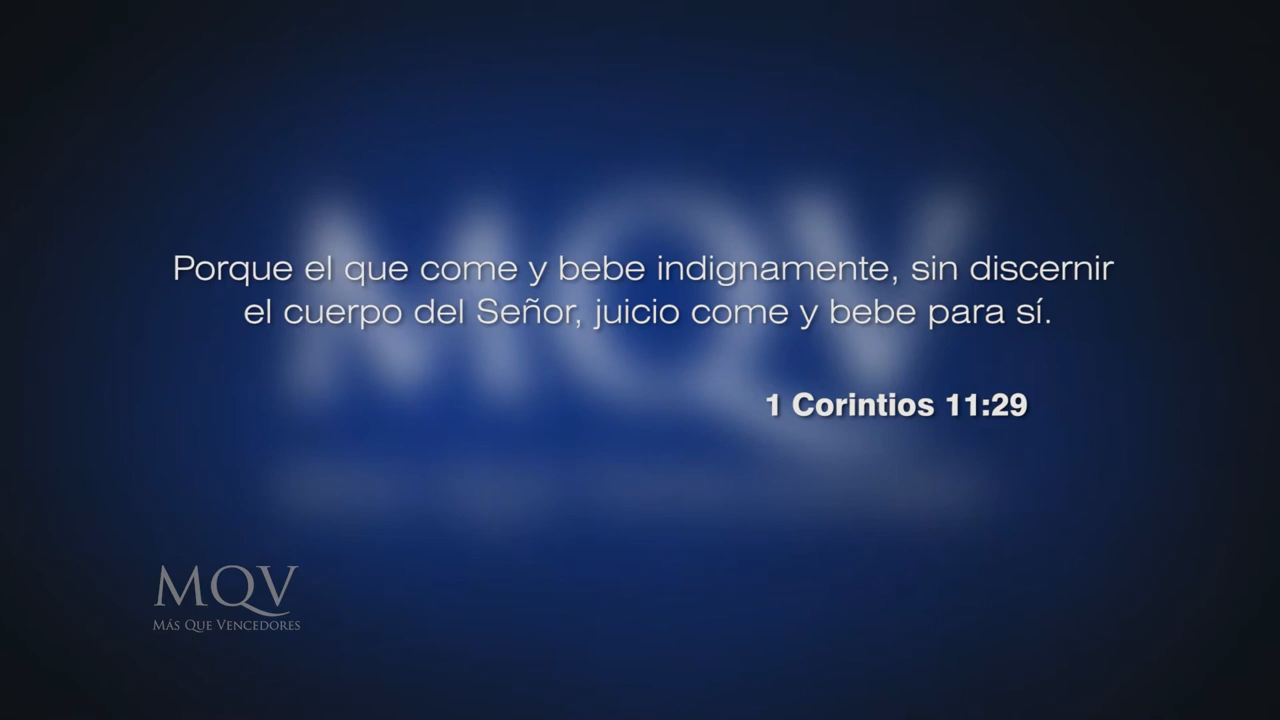 Porque el que come y bebe indignamente, sin discernir
el cuerpo del Señor, juicio come y bebe para sí.
1 Corintios 11:29
MQV
MÁS QUE VENCEDORES
MQV